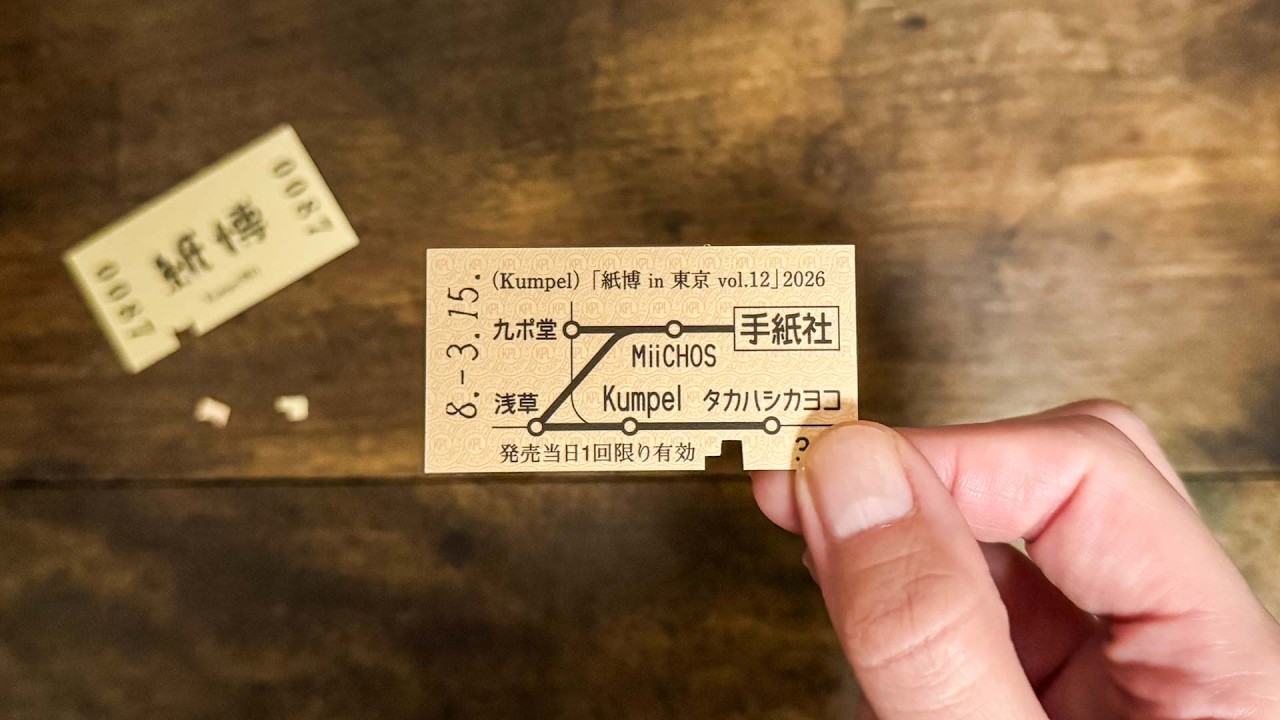 8.-3.15.
(Kumpel)「紙博 in 東京 vol.12」2026
九ポ堂 手紙社
MiiCHOS
浅草 Kumpel タカハシカヨコ
発売当日1回限り有効
0087
紙博
0087